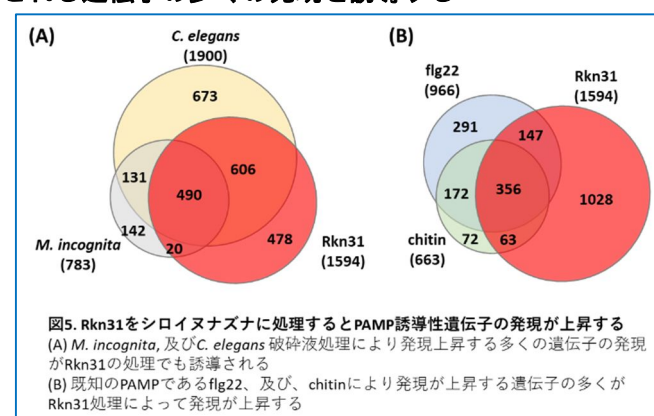 (A)
C. elegans
(1900)
673
131
606
490
142
20
478
M. incognita
(783)
Rkn31
(1594)
(B)
flg22
(966)
Rkn31
(1594)
291
147
172
356
1028
72
63
chitin
(663)
図5. Rkn31をシロイヌナズナに処理するとPAMP誘導性遺伝子の発現が上昇する
(A) M. incognita, 及びC. elegans 破砕液処理により発現上昇する多くの遺伝子の発現
がRkn31の処理でも誘導される
(B) 既知のPAMPであるflg22、及び、chitinにより発現が上昇する遺伝子の多くが
Rkn31処理によって発現が上昇する